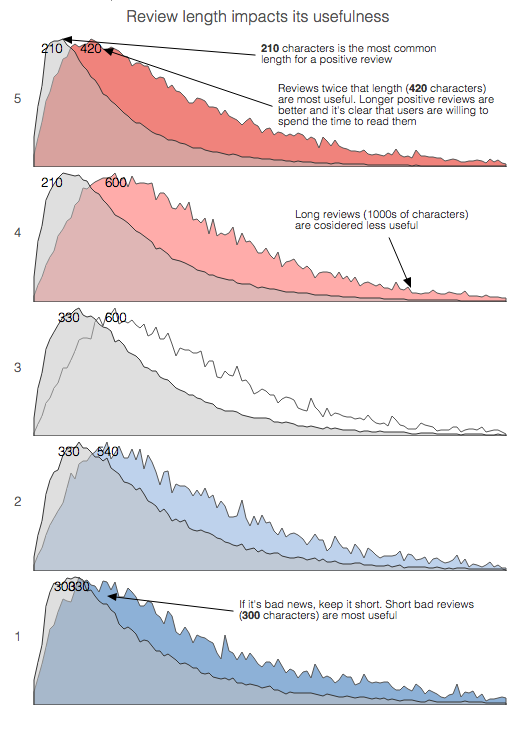 Review length impacts its usefulness
210 420
210 characters is the most common
length for a positive review
Reviews twice that length (420 characters)
are most useful. Longer positive reviews are
better and it's clear that users are willing to
spend the time to read them
5
210 600
Long reviews (1000s of characters)
are cosidered less useful
4
330 600
3
330 540
2
300 330
If it's bad news, keep it short. Short bad reviews
(300 characters) are most useful
1